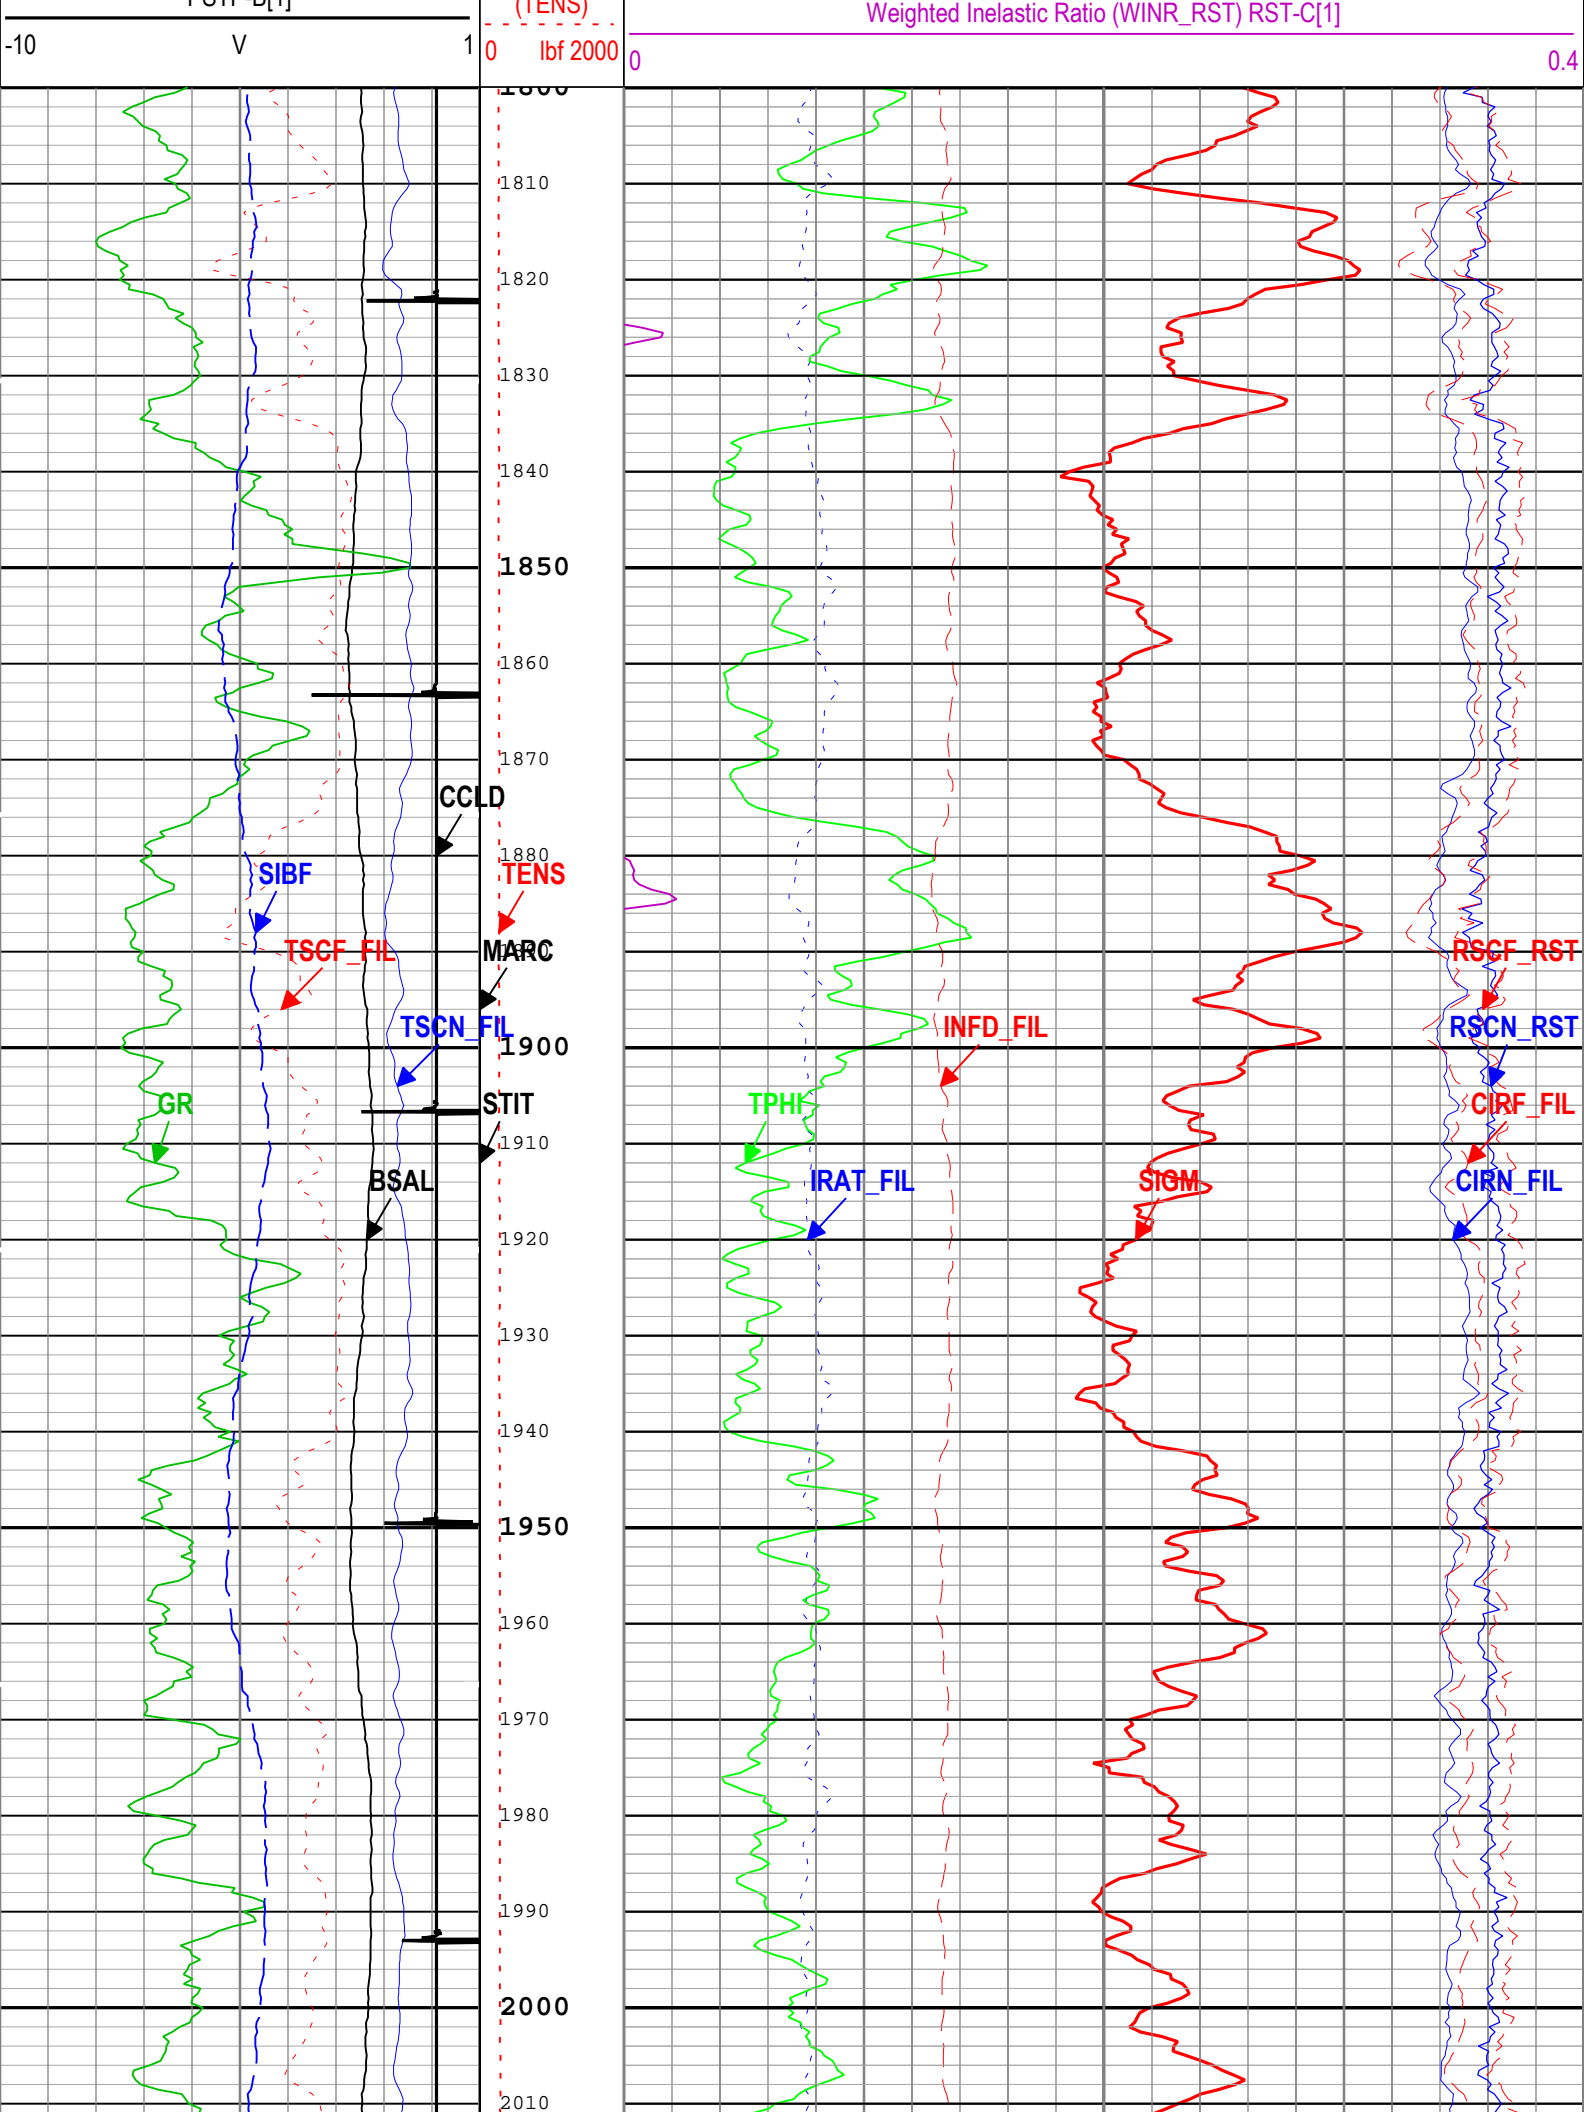 (TENS)
Weighted Inelastic Ratio (WINR_RST) RST-C[1]
-10 V 1
0 lbf 2000
0 0.4
1810
1820
1830
1840
1850
1860
1870
CCLD
1880
SIBF
TENS
TSCF_FIL
MARC
RSCF_RST
TSCN_FIL
INFD_FIL
RSCN_RST
1900
GR
STIT
TPHI
CIRF_FIL
1910
BSAL
IRAT_FIL
SIGM
CIRN_FIL
1920
1930
1940
1950
1960
1970
1980
1990
2000
2010